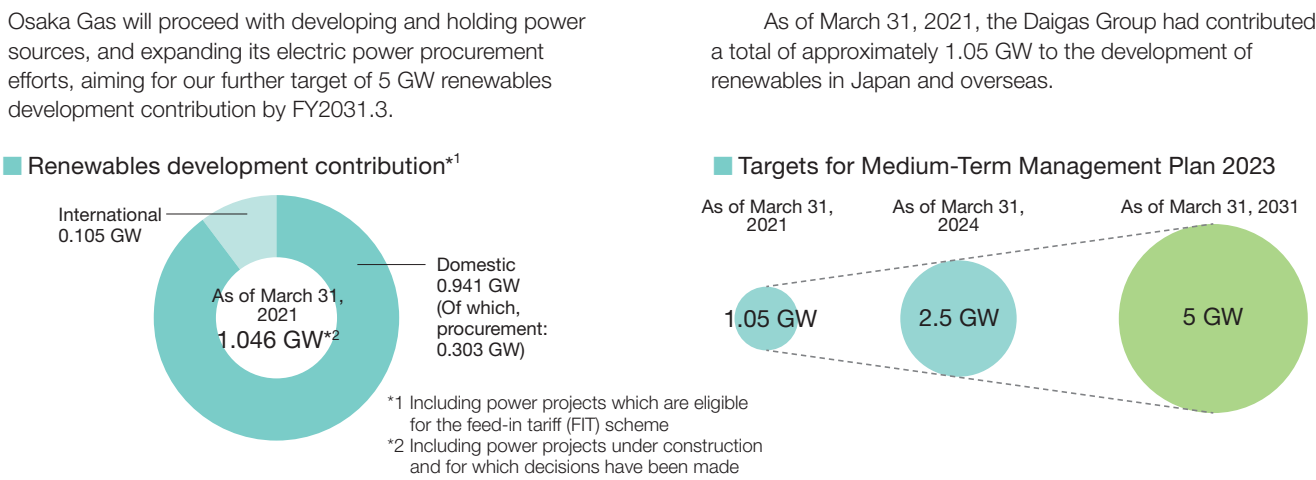 Osaka Gas will proceed with developing and holding power
sources, and expanding its electric power procurement
efforts, aiming for our further target of 5 GW renewables
development contribution by FY2031.3.
As of March 31, 2021, the Daigas Group had contributed
a total of approximately 1.05 GW to the development of
renewables in Japan and overseas.
Renewables development contribution*1
International
0.105 GW
As of March 31,
2021
1.046 GW*2
Domestic
0.941 GW
(Of which,
procurement:
0.303 GW)
*1 Including power projects which are eligible
for the feed-in tariff (FIT) scheme
*2 Including power projects under construction
and for which decisions have been made
Targets for Medium-Term Management Plan 2023
As of March 31,
2021
1.05 GW
As of March 31,
2024
2.5 GW
As of March 31, 2031
5 GW